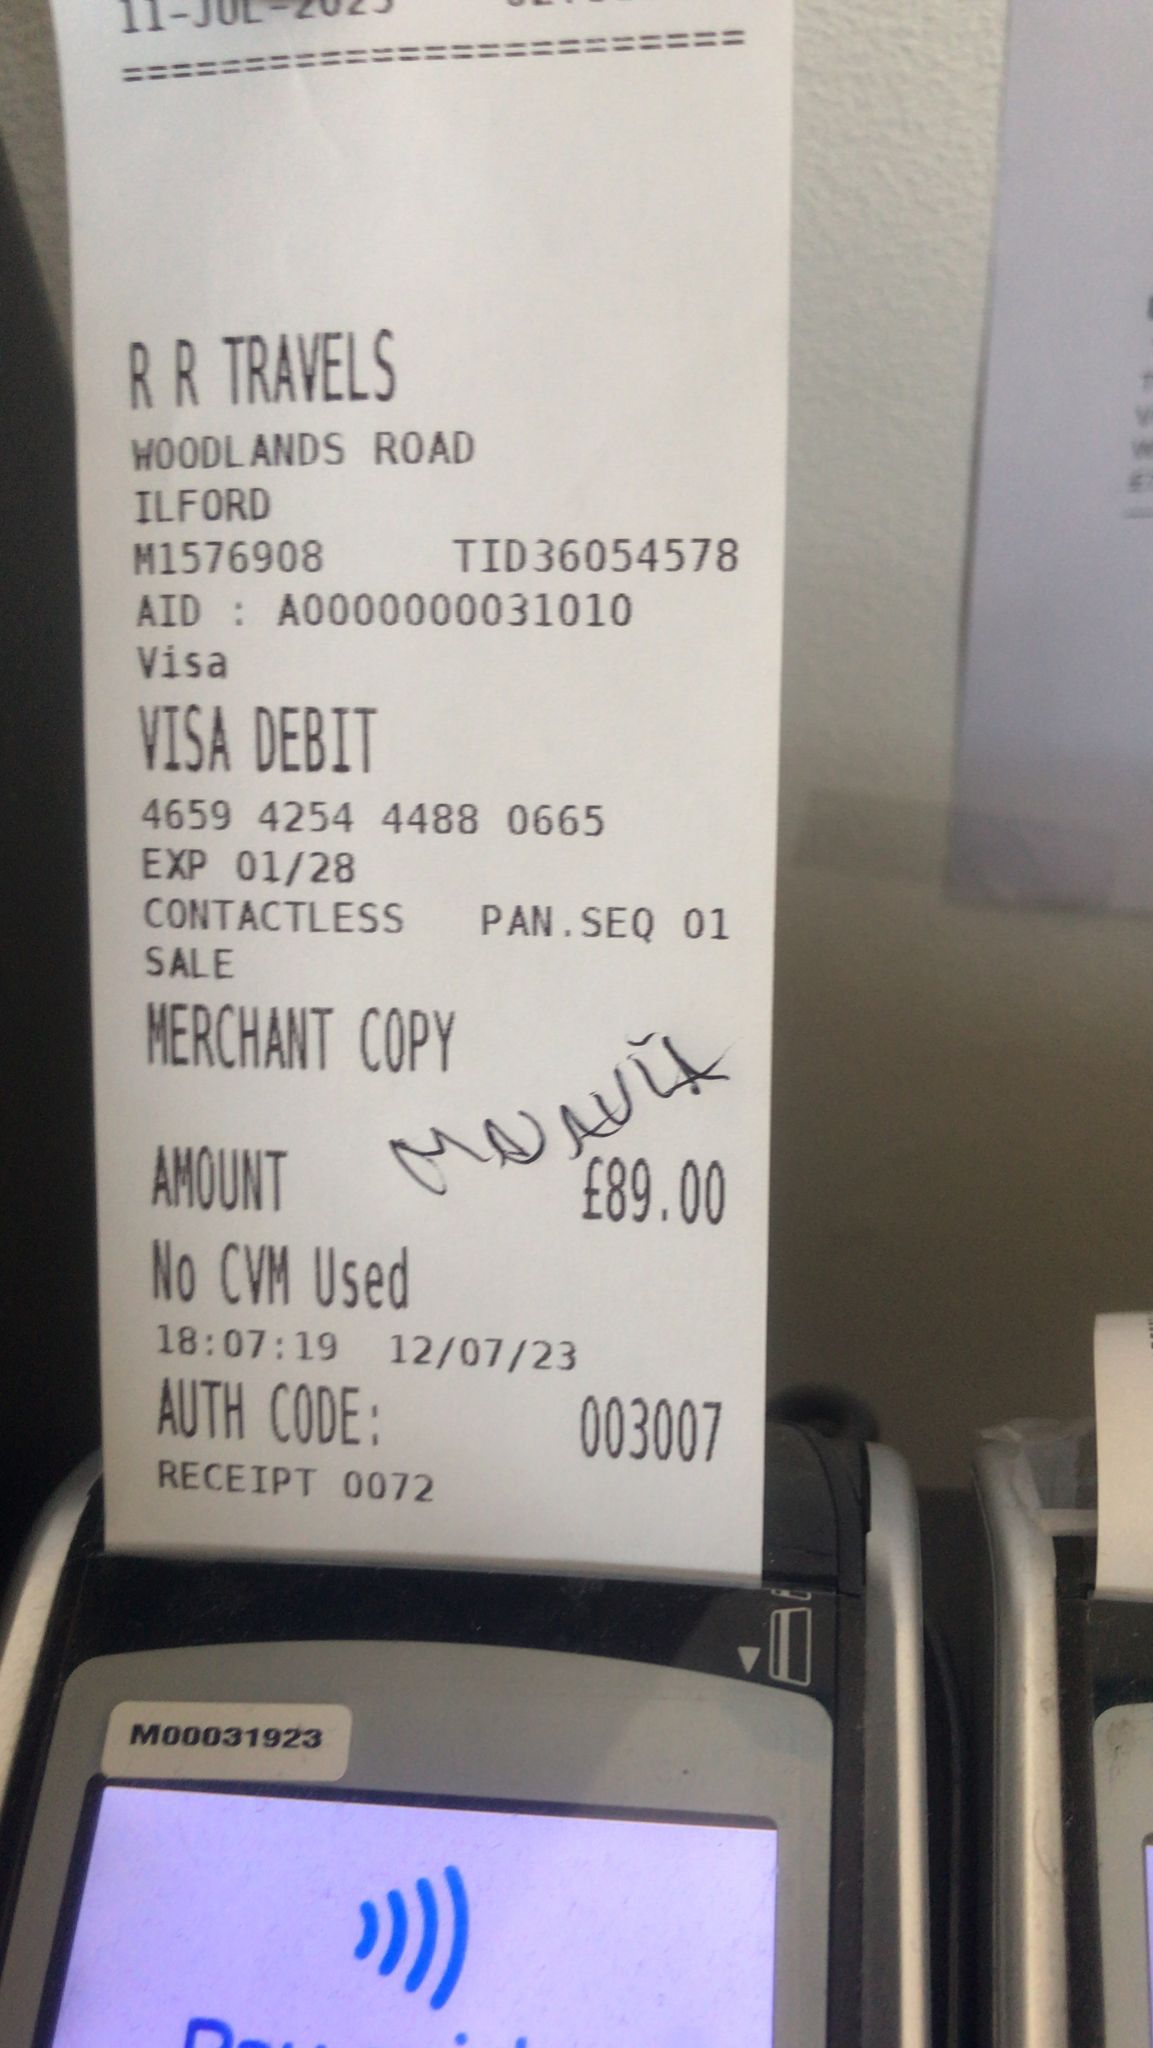 11-JUL-2023
========================
R R TRAVELS
WOODLANDS ROAD
ILFORD
M1576908 TID36054578
AID : A0000000031010
Visa
VISA DEBIT
4659 4254 4488 0665
EXP 01/28
CONTACTLESS PAN.SEQ 01
SALE
MERCHANT COPY
AMOUNT £89.00
No CVM Used
18:07:19 12/07/23
AUTH CODE: 003007
RECEIPT 0072
M00031923